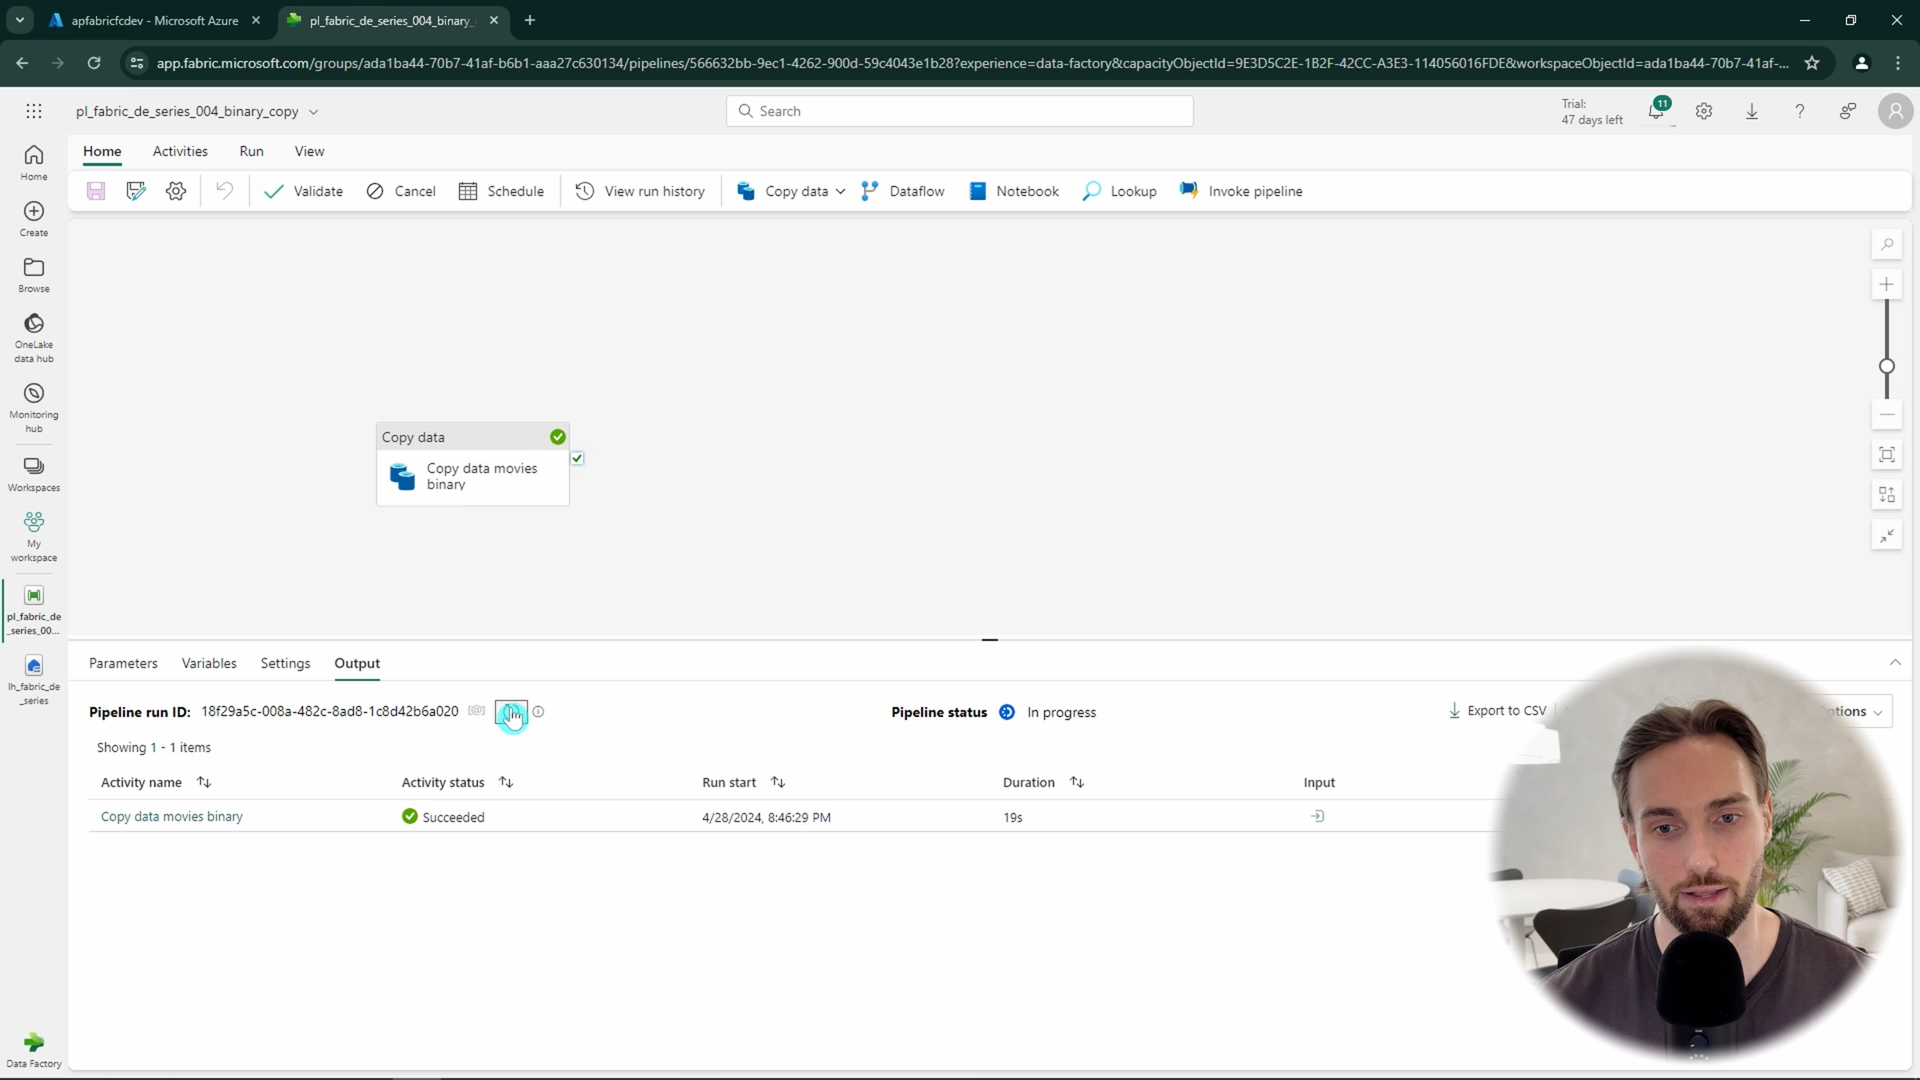 apfabricfcdev - Microsoft Azure
pl_fabric_de_series_004_binary_
app.fabric.microsoft.com/groups/ada1ba44-70b7-41af-b6b1-aaa27c630134/pipelines/566632bb-9ec1-4262-900d-59c4043e1b28?experience=data-factory&capacityObjectId=9E3D5C2E-1B2F-42CC-A3E3-114056016FDE&workspaceObjectId=ada1ba44-70b7-41af-...
pl_fabric_de_series_004_binary_copy
Search
Trial:
47 days left
11
Home
Activities
Run
View
Validate
Cancel
Schedule
View run history
Copy data
Dataflow
Notebook
Lookup
Invoke pipeline
Home
Create
Browse
OneLake
data hub
Monitoring
hub
Workspaces
My
workspace
pl_fabric_de
_series_00...
lh_fabric_de
_series
Data Factory
Copy data
Copy data movies
binary
Parameters
Variables
Settings
Output
Pipeline run ID: 18f29a5c-008a-482c-8ad8-1c8d42b6a020
Pipeline status In progress
Export to CSV
Showing 1 - 1 items
Activity name
Activity status
Run start
Duration
Input
Copy data movies binary
Succeeded
4/28/2024, 8:46:29 PM
19s